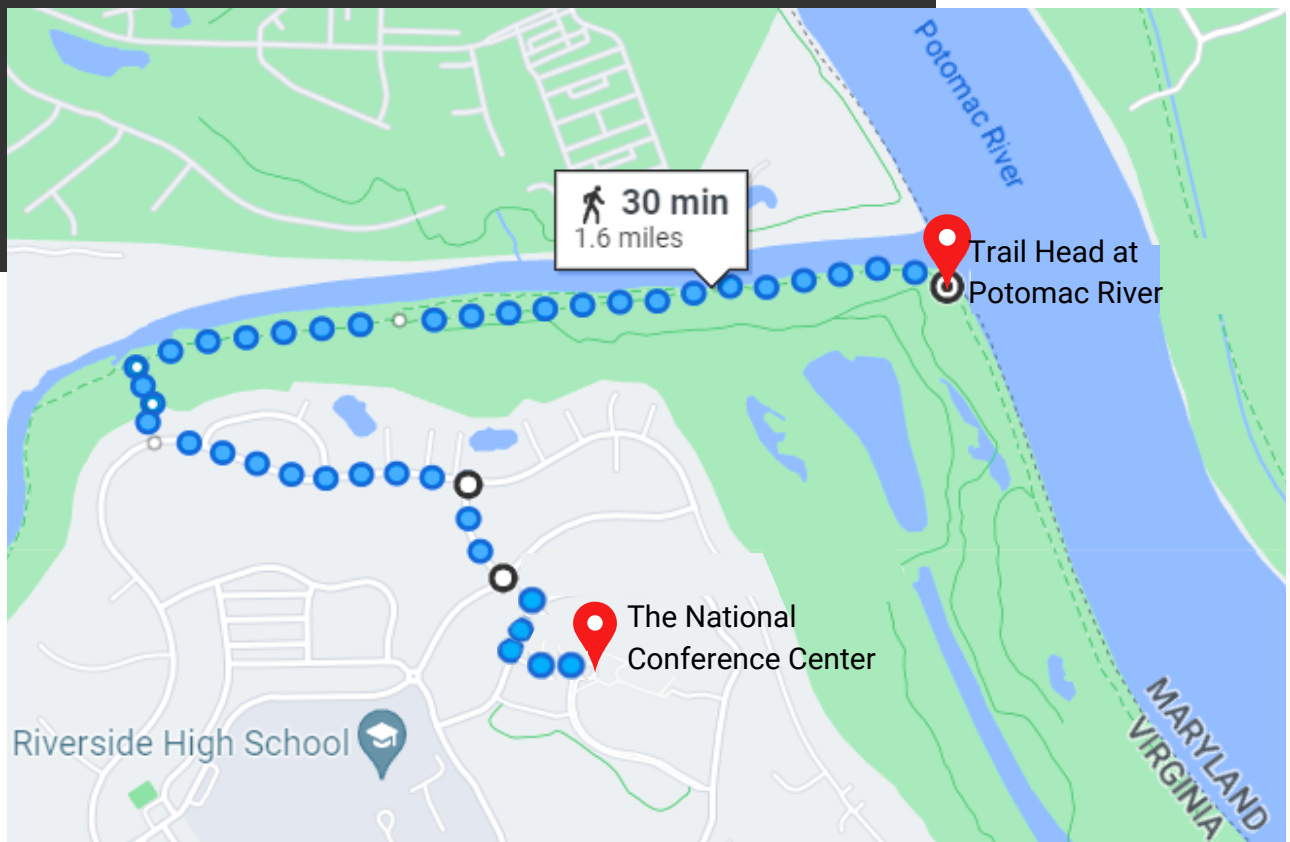 Potomac River
30 min
1.6 miles
Trail Head at
Potomac River
The National
Conference Center
Riverside High School
MARYLAND
VIRGINIA